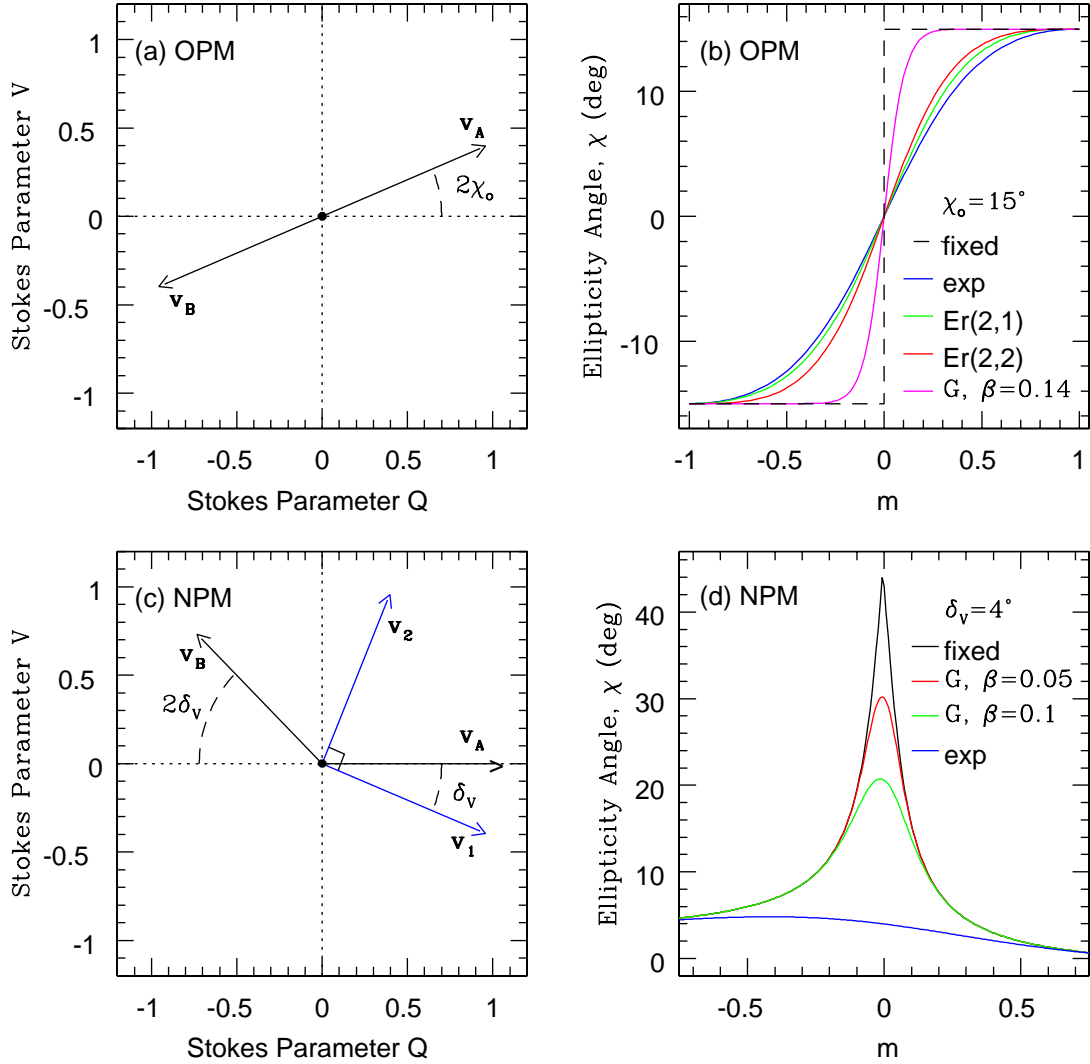 (a) OPM
1
0.5
0
-0.5
-1
Stokes Parameter V
v_A
2χ_o
v_B
-1 -0.5 0 0.5 1
Stokes Parameter Q
(b) OPM
10
0
-10
Ellipticity Angle, χ (deg)
χ_o=15°
fixed
exp
Er(2,1)
Er(2,2)
G, β=0.14
-1 -0.5 0 0.5 1
m
(c) NPM
1
0.5
0
-0.5
-1
Stokes Parameter V
v_2
v_B
2δ_V
v_A
δ_V
v_1
-1 -0.5 0 0.5 1
Stokes Parameter Q
(d) NPM
40
30
20
10
0
Ellipticity Angle, χ (deg)
δ_V=4°
fixed
G, β=0.05
G, β=0.1
exp
-0.5 0 0.5
m